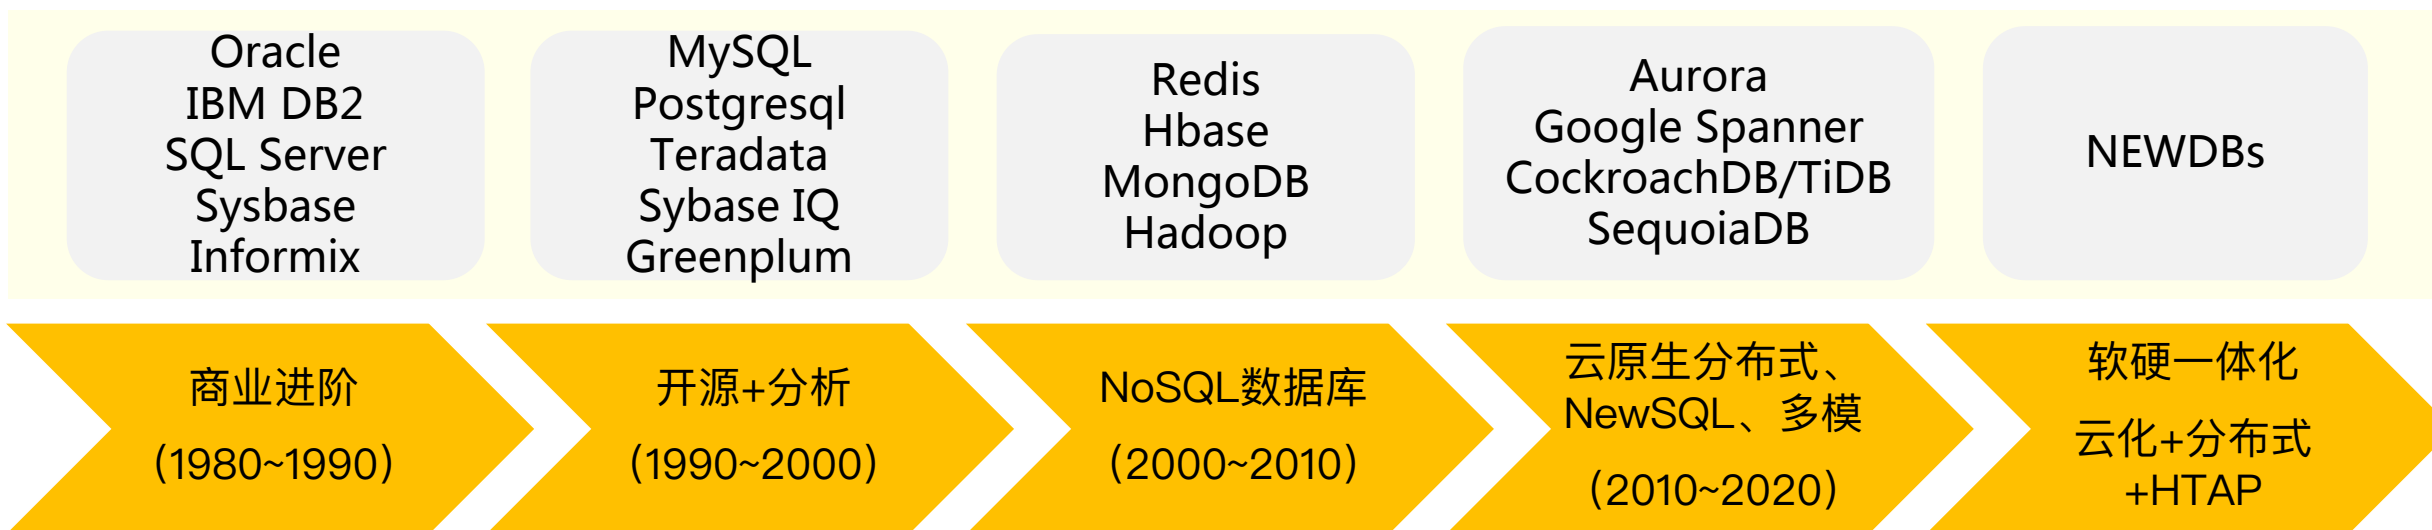 Oracle
IBM DB2
SQL Server
Sysbase
Informix
MySQL
Postgresql
Teradata
Sybase IQ
Greenplum
Redis
Hbase
MongoDB
Hadoop
Aurora
Google Spanner
CockroachDB/TiDB
SequoiaDB
NEWDBs
商业进阶
(1980~1990)
开源+分析
(1990~2000)
NoSQL数据库
(2000~2010)
云原生分布式、
NewSQL、多模
(2010~2020)
软硬一体化
云化+分布式
+HTAP